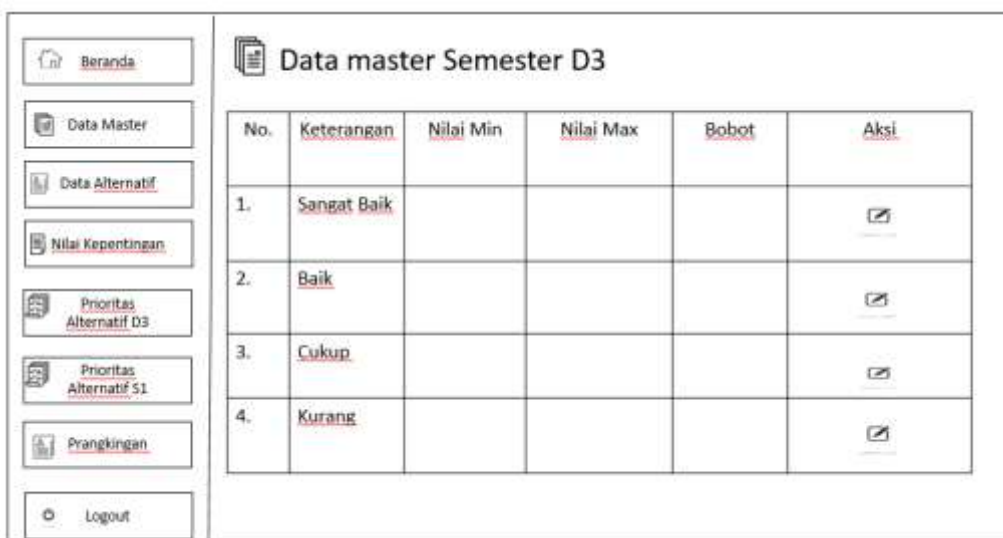 Beranda
Data Master
Data Alternatif
Nilai Kepentingan
Prioritas
Alternatif D3
Prioritas
Alternatif S1
Prangkingan
Logout
Data master Semester D3
No. Keterangan Nilai Min Nilai Max Bobot Aksi
1. Sangat Baik
2. Baik
3. Cukup
4. Kurang